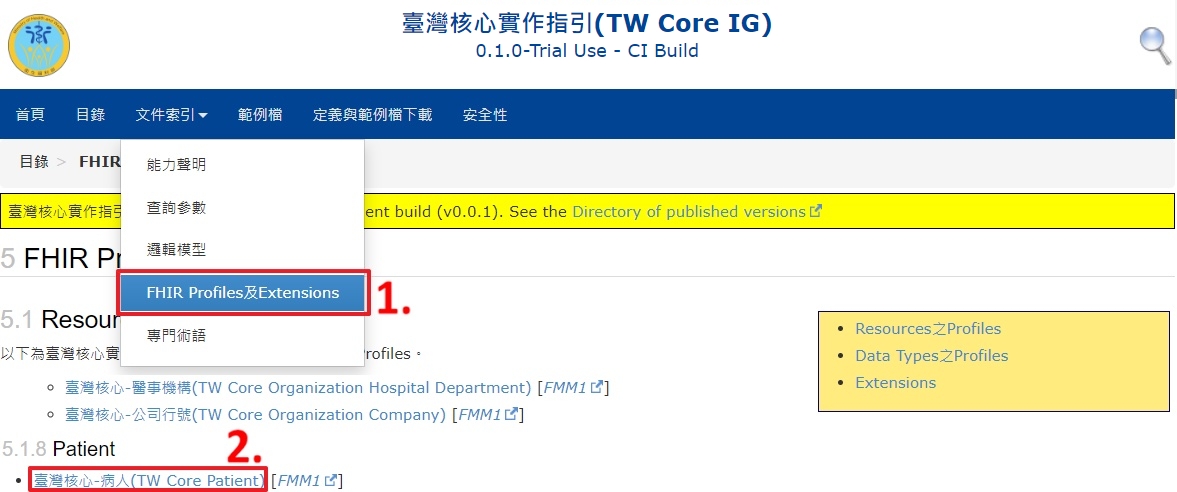 臺灣核心實作指引(TW Core IG)
0.1.0-Trial Use - CI Build
首頁 目錄 文件索引 範例檔 定義與範例檔下載 安全性
目錄 > FHIR
能力聲明
查詢參數
臺灣核心實作指引 ent build (v0.0.1). See the Directory of published versions
邏輯模型
5 FHIR Pr
FHIR Profiles及Extensions 1.
5.1 Resour
專門術語
以下為臺灣核心實 Profiles。
Resources之Profiles
Data Types之Profiles
Extensions
臺灣核心-醫事機構(TW Core Organization Hospital Department) [FMM1]
臺灣核心-公司行號(TW Core Organization Company) [FMM1]
5.1.8 Patient
2.
臺灣核心-病人(TW Core Patient) [FMM1]